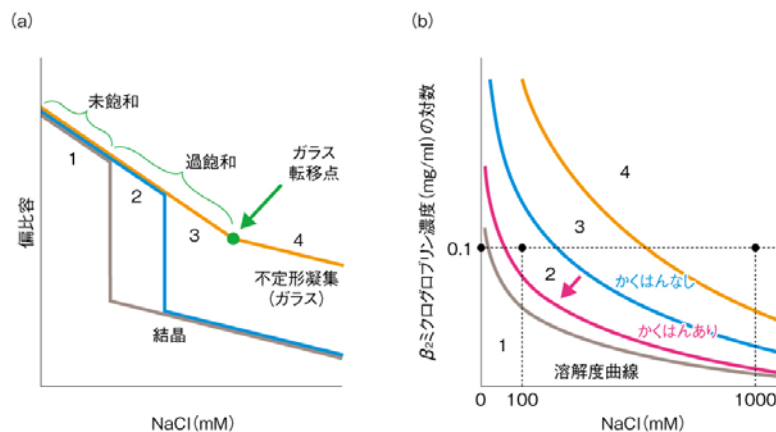 (a)
未飽和
過飽和
ガラス
転移点
1
2
3
4
不定形凝集
(ガラス)
結晶
偏比容
NaCl(mM)
(b)
β₂ミクログロブリン濃度(mg/ml)の対数
4
3
0.1
2
かくはんなし
かくはんあり
1
溶解度曲線
0 100 1000
NaCl(mM)